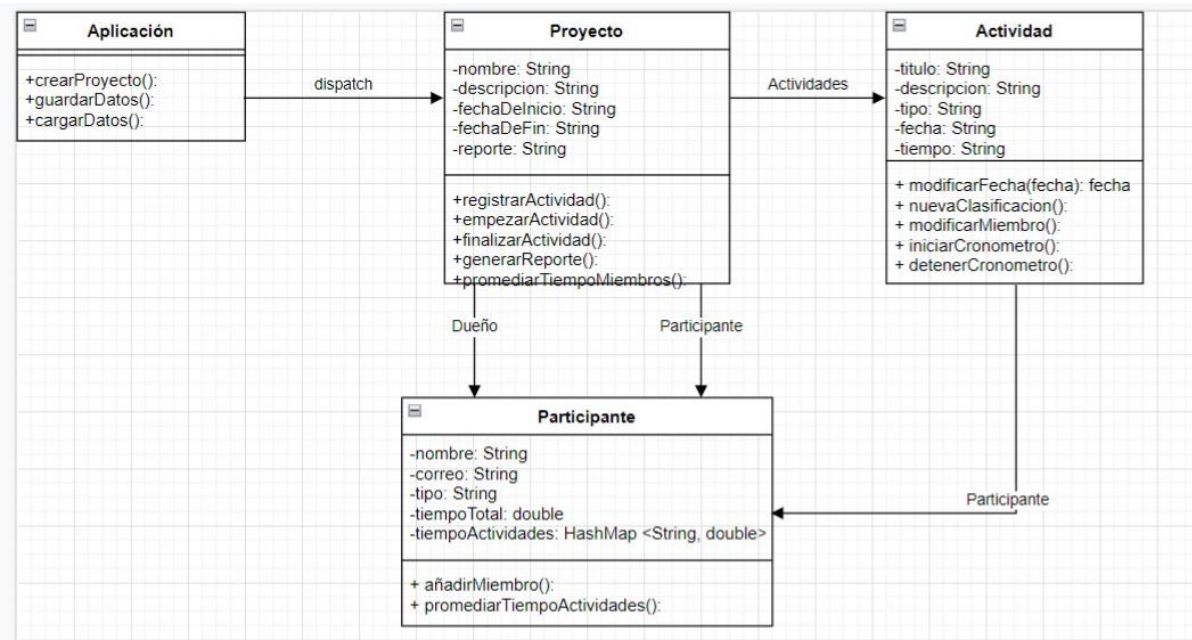 Aplicación
+crearProyecto():
+guardarDatos():
+cargarDatos():
dispatch
Proyecto
-nombre: String
-descripcion: String
-fechaDeInicio: String
-fechaDeFin: String
-reporte: String
+registrarActividad():
+empezarActividad():
+finalizarActividad():
+generarReporte():
+promediarTiempoMiembros():
Actividades
Actividad
-titulo: String
-descripcion: String
-tipo: String
-fecha: String
-tiempo: String
+ modificarFecha(fecha): fecha
+ nuevaClasificacion():
+ modificarMiembro():
+ iniciarCronometro():
+ detenerCronometro():
Dueño
Participante
Participante
-nombre: String
-correo: String
-tipo: String
-tiempoTotal: double
-tiempoActividades: HashMap <String, double>
+ añadirMiembro():
+ promediarTiempoActividades():
Participante